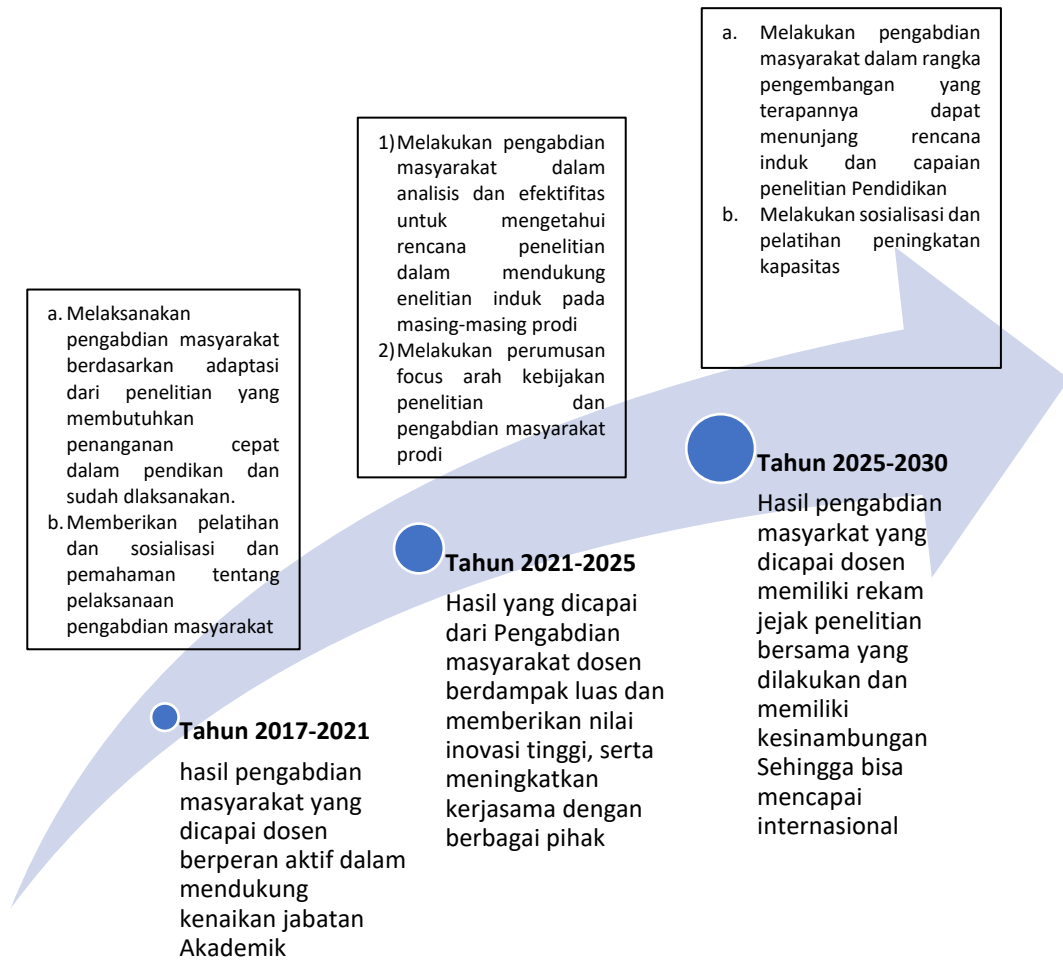 a. Melaksanakan
pengabdian masyarakat
berdasarkan adaptasi
dari penelitian yang
membutuhkan
penanganan cepat
dalam pendikan dan
sudah dlaksanakan.
b. Memberikan pelatihan
dan sosialisasi dan
pemahaman tentang
pelaksanaan
pengabdian masyarakat
Tahun 2017-2021
hasil pengabdian
masyarakat yang
dicapai dosen
berperan aktif dalam
mendukung
kenaikan jabatan
Akademik
1) Melakukan pengabdian
masyarakat dalam
analisis dan efektifitas
untuk mengetahui
rencana penelitian
dalam mendukung
enelitian induk pada
masing-masing prodi
2) Melakukan perumusan
focus arah kebijakan
penelitian dan
pengabdian masyarakat
prodi
Tahun 2021-2025
Hasil yang dicapai
dari Pengabdian
masyarakat dosen
berdampak luas dan
memberikan nilai
inovasi tinggi, serta
meningkatkan
kerjasama dengan
berbagai pihak
a. Melakukan pengabdian
masyarakat dalam rangka
pengembangan yang
terapannya dapat
menunjang rencana
induk dan capaian
penelitian Pendidikan
b. Melakukan sosialisasi dan
pelatihan peningkatan
kapasitas
Tahun 2025-2030
Hasil pengabdian
masyarkat yang
dicapai dosen
memiliki rekam
jejak penelitian
bersama yang
dilakukan dan
memiliki
kesinambungan
Sehingga bisa
mencapai
internasional